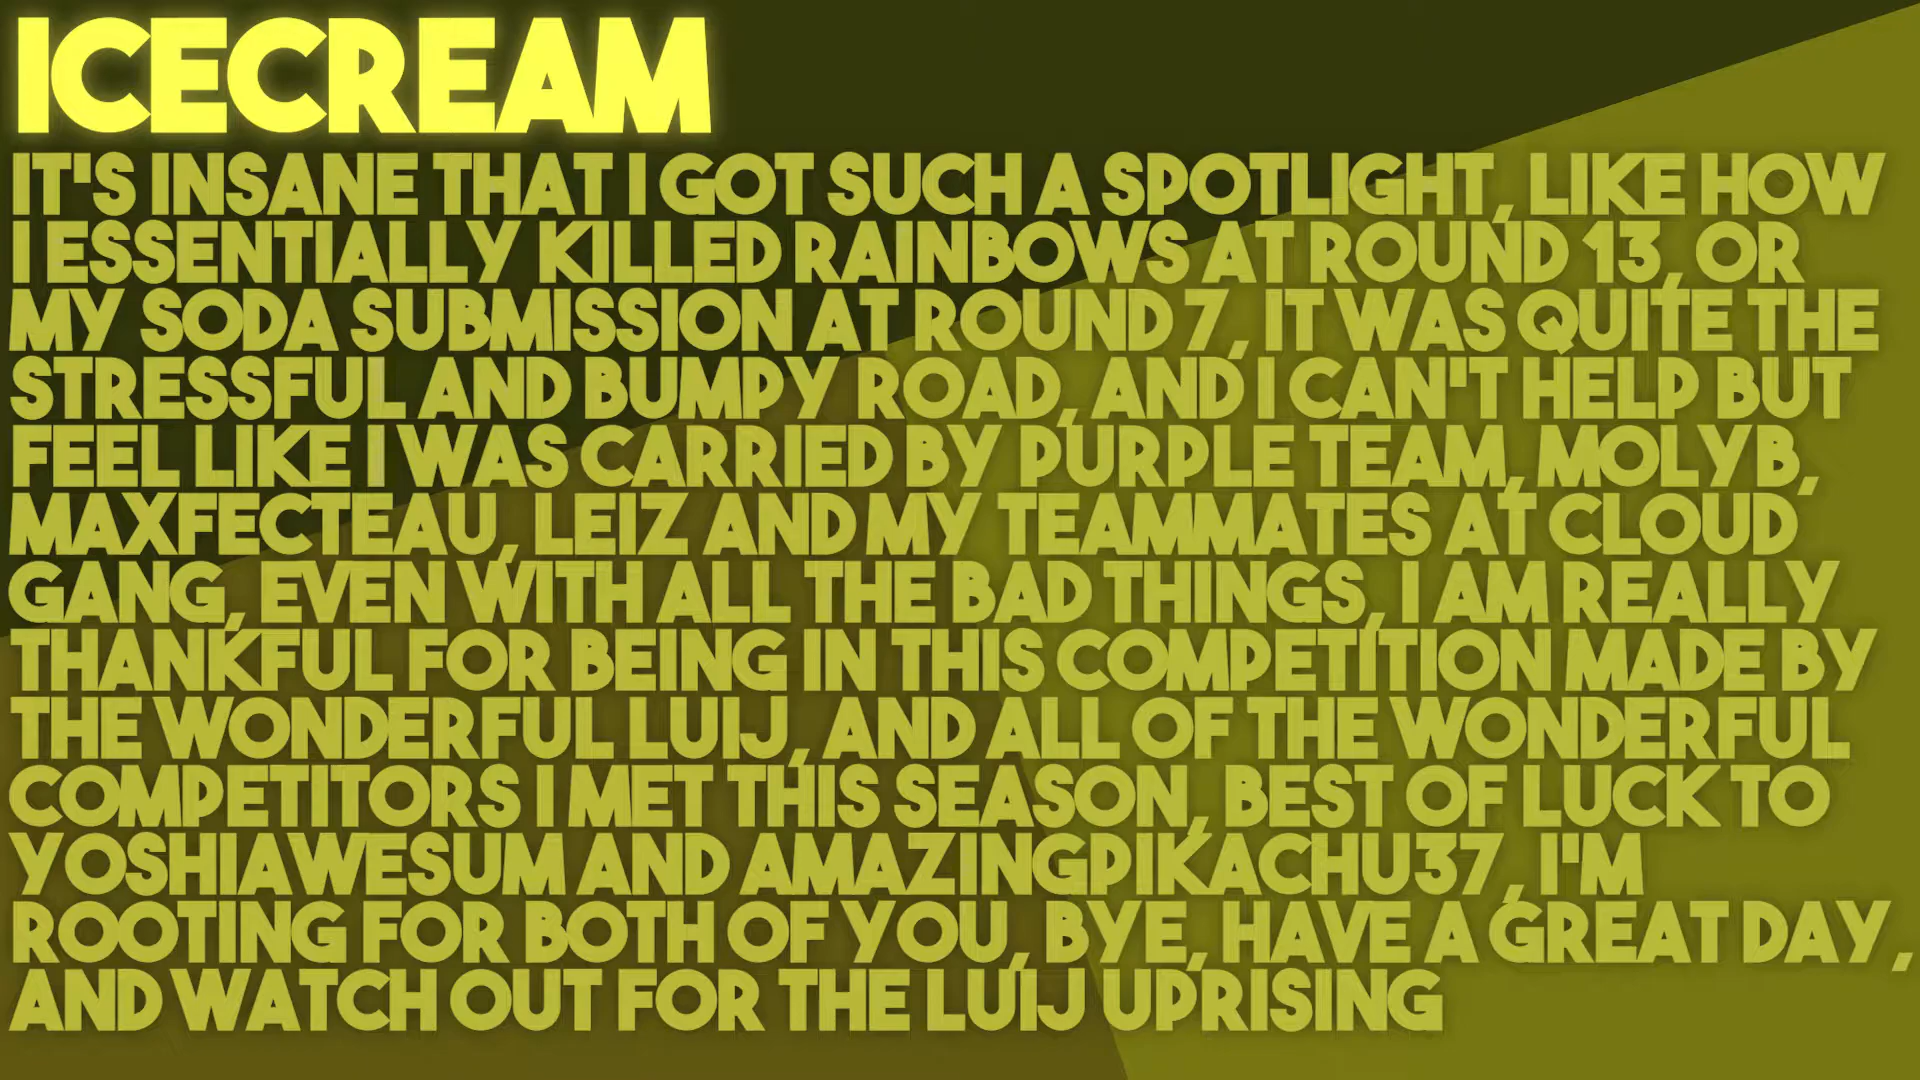 ICECREAM
IT'S INSANE THAT I GOT SUCH A SPOTLIGHT, LIKE HOW
I ESSENTIALLY KILLED RAINBOWS AT ROUND 13, OR
MY SODA SUBMISSION AT ROUND 7, IT WAS QUITE THE
STRESSFUL AND BUMPY ROAD, AND I CAN'T HELP BUT
FEEL LIKE I WAS CARRIED BY PURPLE TEAM, MOLYB,
MAXFECTEAU, LEIZ AND MY TEAMMATES AT CLOUD
GANG, EVEN WITH ALL THE BAD THINGS, I AM REALLY
THANKFUL FOR BEING IN THIS COMPETITION MADE BY
THE WONDERFUL LUIJ, AND ALL OF THE WONDERFUL
COMPETITORS I MET THIS SEASON, BEST OF LUCK TO
YOSHIAWESUM AND AMAZINGPIKACHU37, I'M
ROOTING FOR BOTH OF YOU, BYE, HAVE A GREAT DAY,
AND WATCH OUT FOR THE LUIJ UPRISING